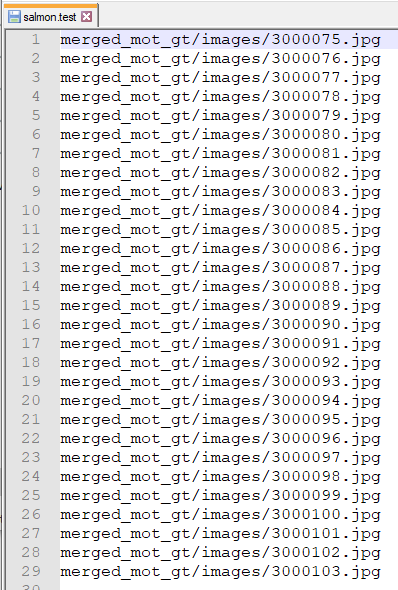 salmon.test
1 merged_mot_gt/images/3000075.jpg
2 merged_mot_gt/images/3000076.jpg
3 merged_mot_gt/images/3000077.jpg
4 merged_mot_gt/images/3000078.jpg
5 merged_mot_gt/images/3000079.jpg
6 merged_mot_gt/images/3000080.jpg
7 merged_mot_gt/images/3000081.jpg
8 merged_mot_gt/images/3000082.jpg
9 merged_mot_gt/images/3000083.jpg
10 merged_mot_gt/images/3000084.jpg
11 merged_mot_gt/images/3000085.jpg
12 merged_mot_gt/images/3000086.jpg
13 merged_mot_gt/images/3000087.jpg
14 merged_mot_gt/images/3000088.jpg
15 merged_mot_gt/images/3000089.jpg
16 merged_mot_gt/images/3000090.jpg
17 merged_mot_gt/images/3000091.jpg
18 merged_mot_gt/images/3000092.jpg
19 merged_mot_gt/images/3000093.jpg
20 merged_mot_gt/images/3000094.jpg
21 merged_mot_gt/images/3000095.jpg
22 merged_mot_gt/images/3000096.jpg
23 merged_mot_gt/images/3000097.jpg
24 merged_mot_gt/images/3000098.jpg
25 merged_mot_gt/images/3000099.jpg
26 merged_mot_gt/images/3000100.jpg
27 merged_mot_gt/images/3000101.jpg
28 merged_mot_gt/images/3000102.jpg
29 merged_mot_gt/images/3000103.jpg